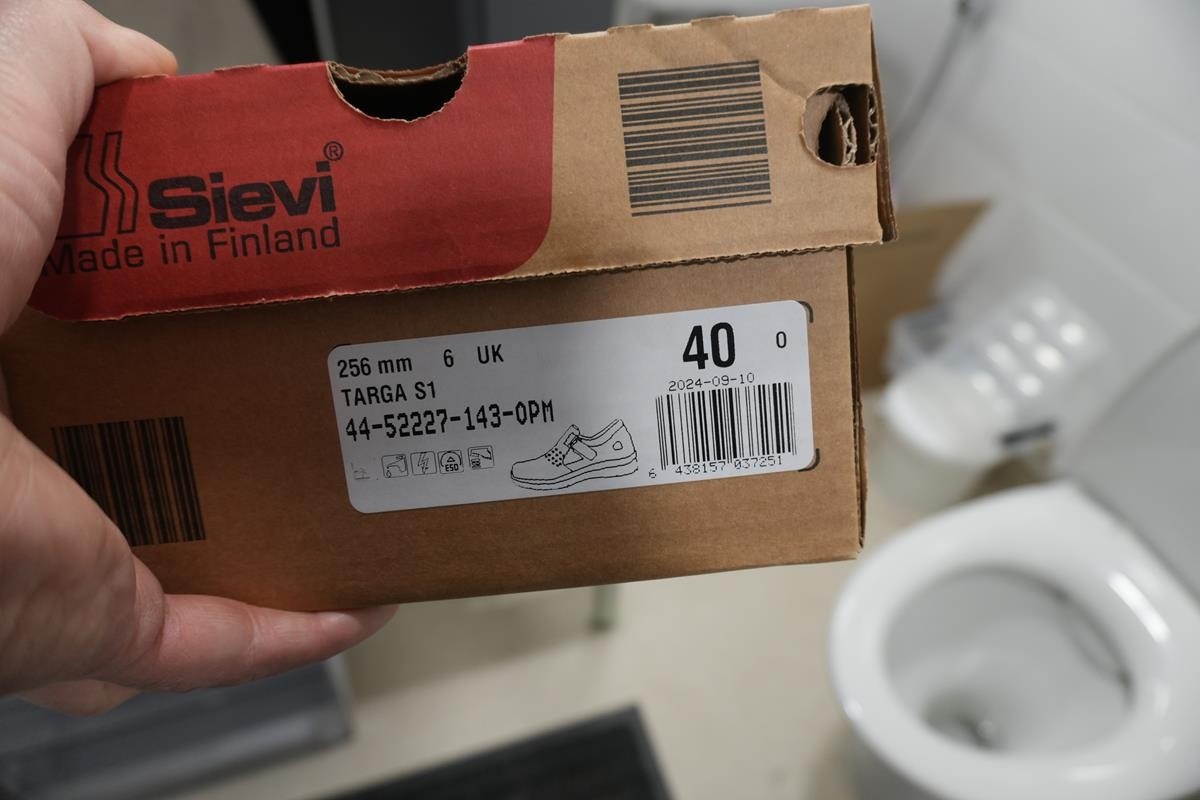 Sievi®
Made in Finland
256 mm 6 UK 40 0
TARGA S1 2024-09-10
44-52227-143-0PM
ESD
6 438157 037251